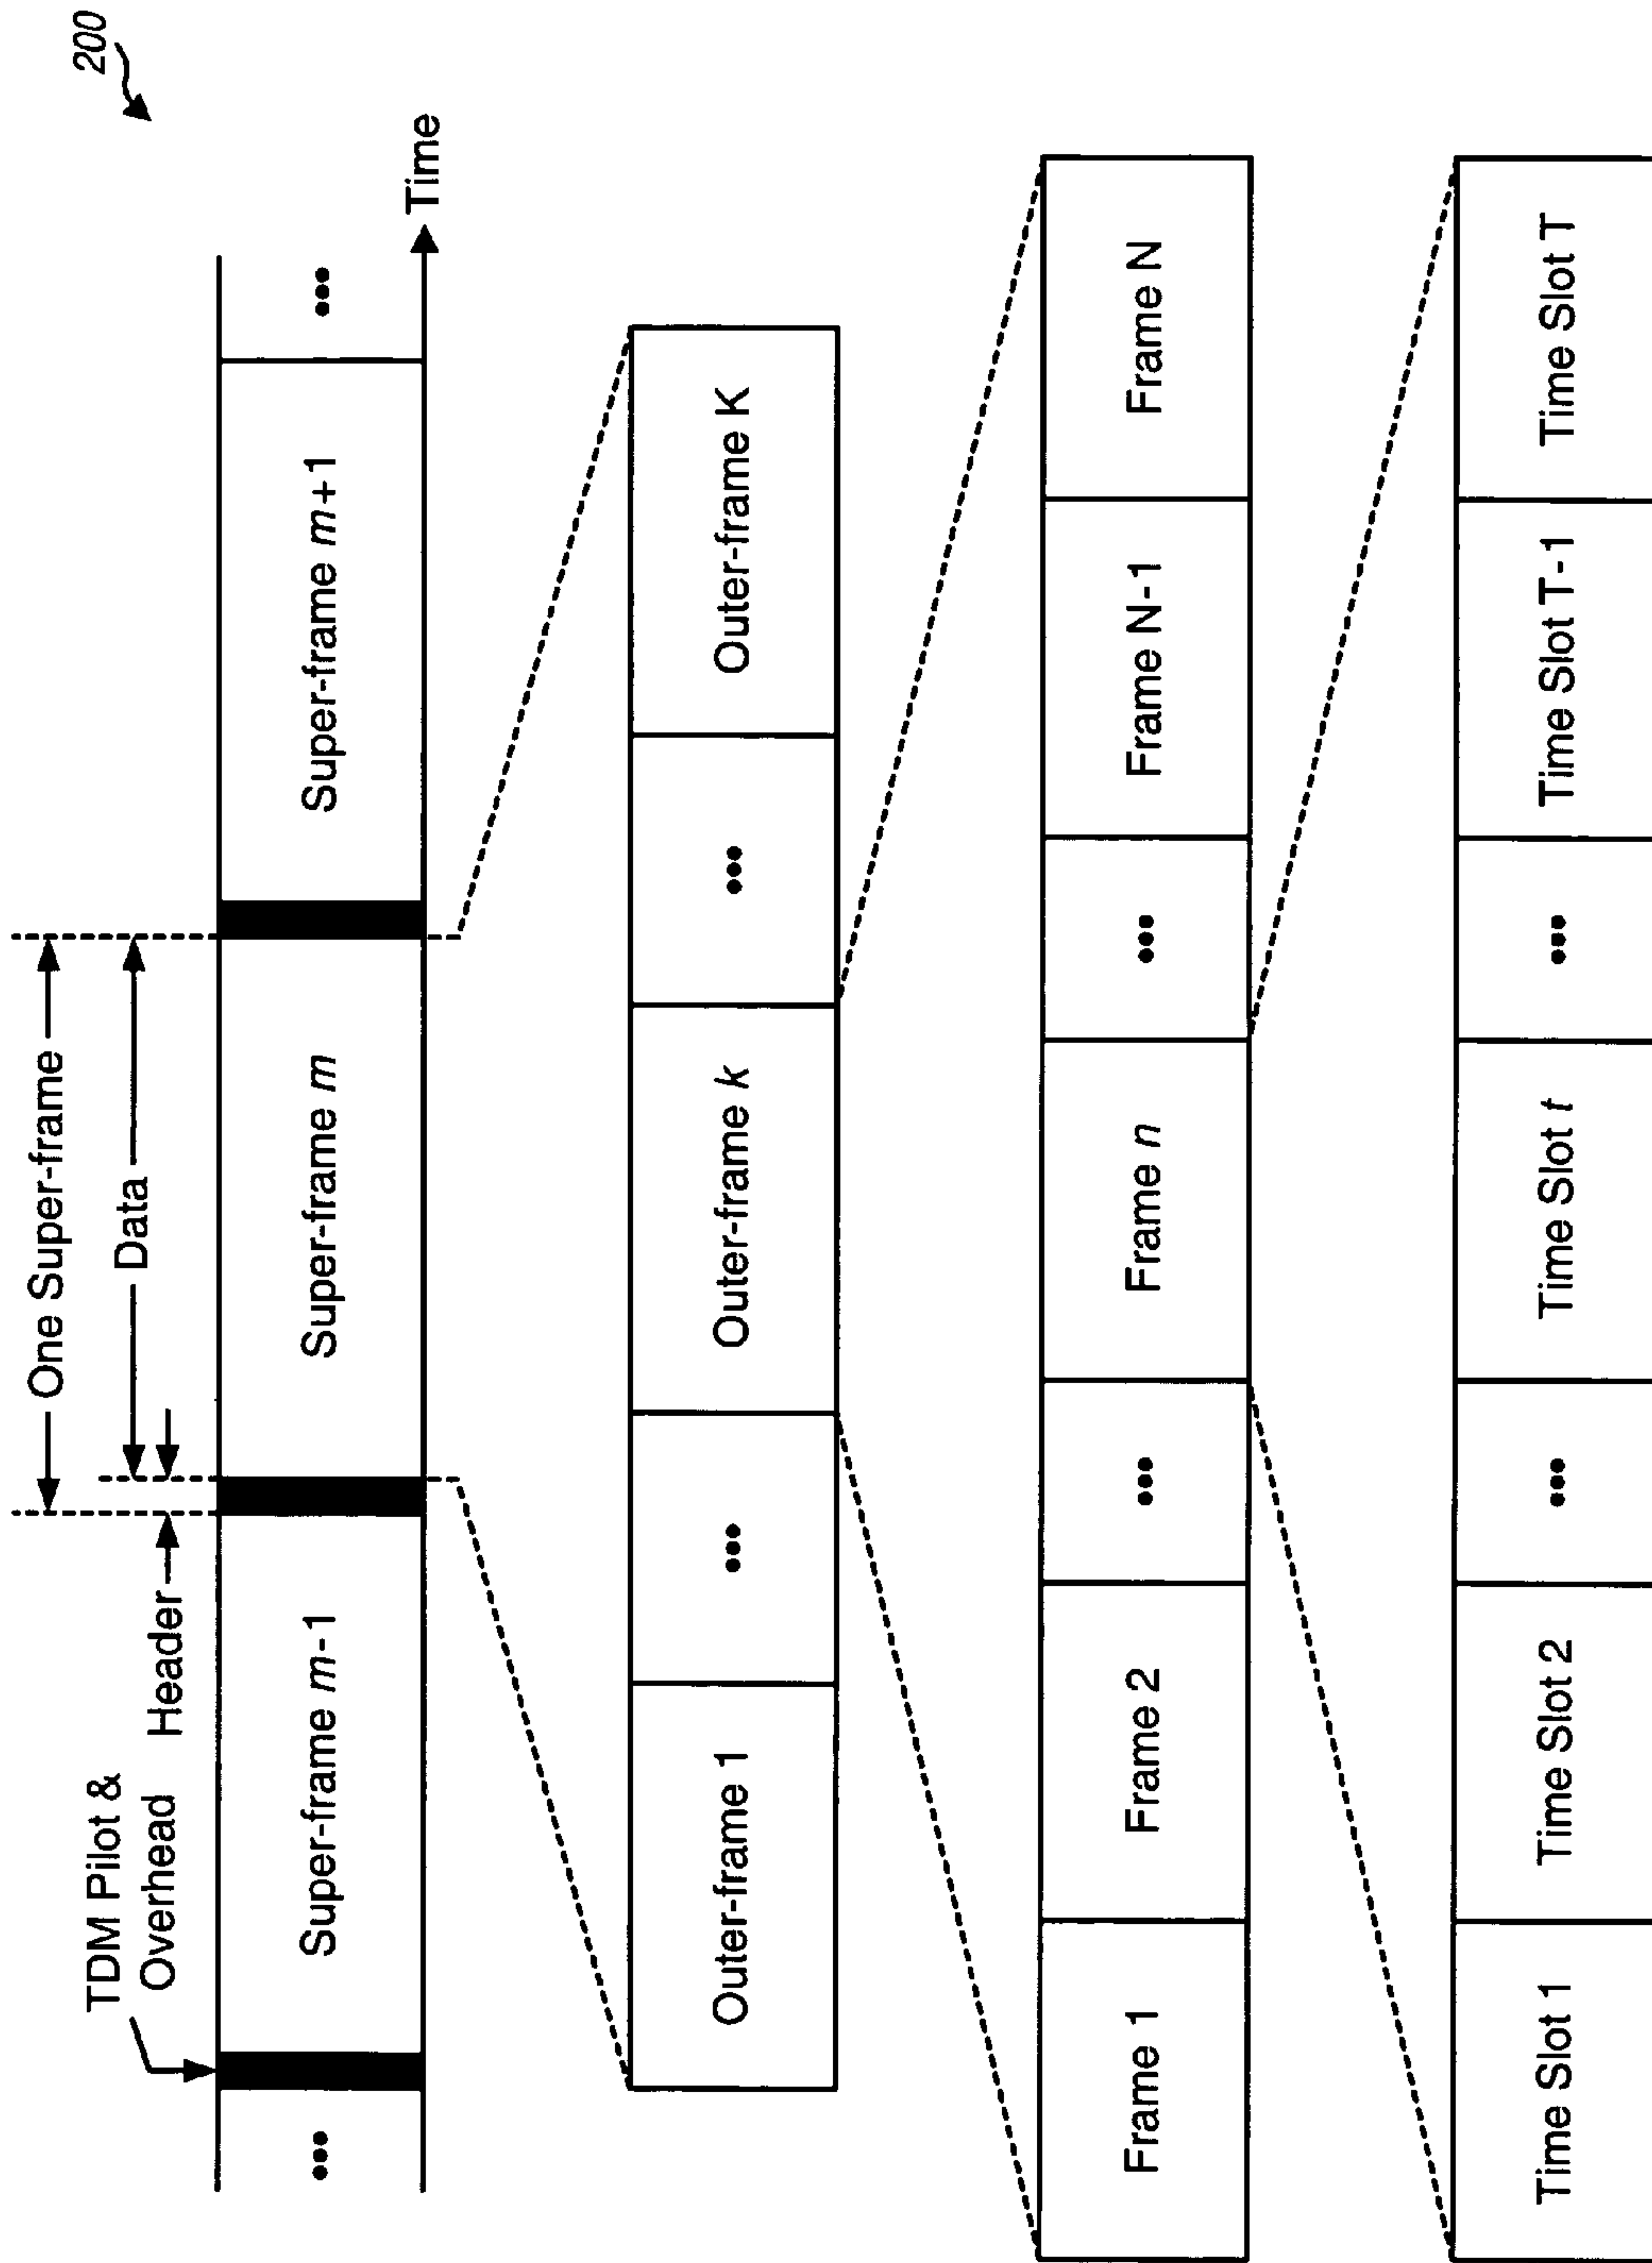 200
One Super-frame
Data
TDM Pilot &
Overhead
Header
••• Super-frame m-1 Super-frame m Super-frame m+1 •••
Time
Outer-frame 1 ••• Outer-frame k ••• Outer-frame K
Frame 1 Frame 2 ••• Frame n ••• Frame N-1 Frame N
Time Slot 1 Time Slot 2 ••• Time Slot t ••• Time Slot T-1 Time Slot T